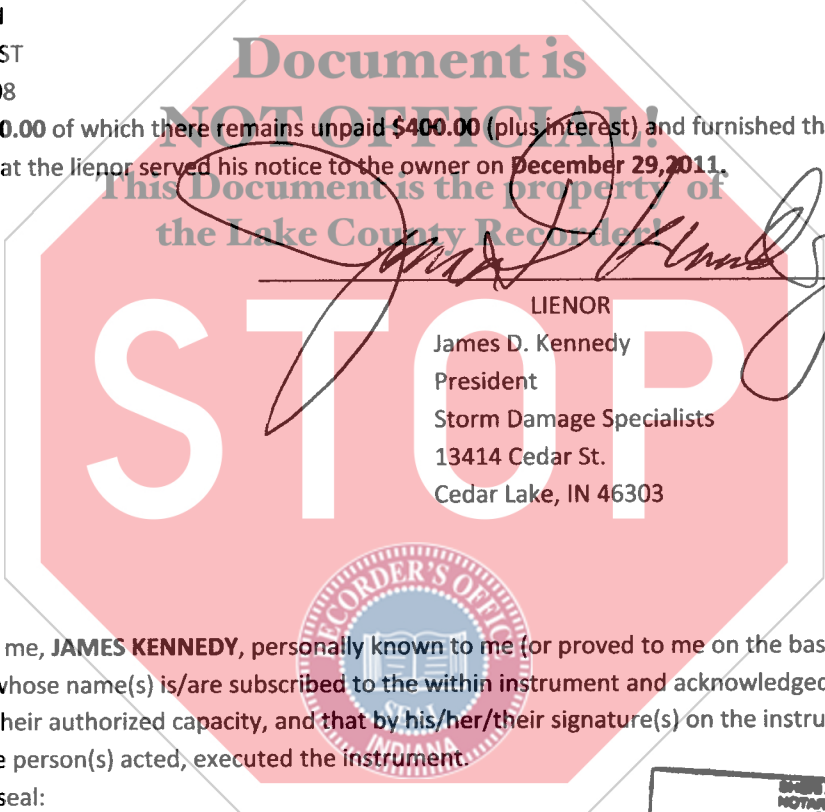 ST
0.00 of which there remains unpaid $400.00 (plus interest) and furnished th
at the lienor served his notice to the owner on December 29,2011.
Document is
NOT OFFICIAL!
This Document is the property of
the Lake County Recorder!
STOP
James D Kennedy
LIENOR
James D. Kennedy
President
Storm Damage Specialists
13414 Cedar St.
Cedar Lake, IN 46303
RECORDER'S OFFICE
SEAL
INDIANA
me, JAMES KENNEDY, personally known to me (or proved to me on the bas
whose name(s) is/are subscribed to the within instrument and acknowledged
heir authorized capacity, and that by his/her/their signature(s) on the instru
e person(s) acted, executed the instrument.
seal: